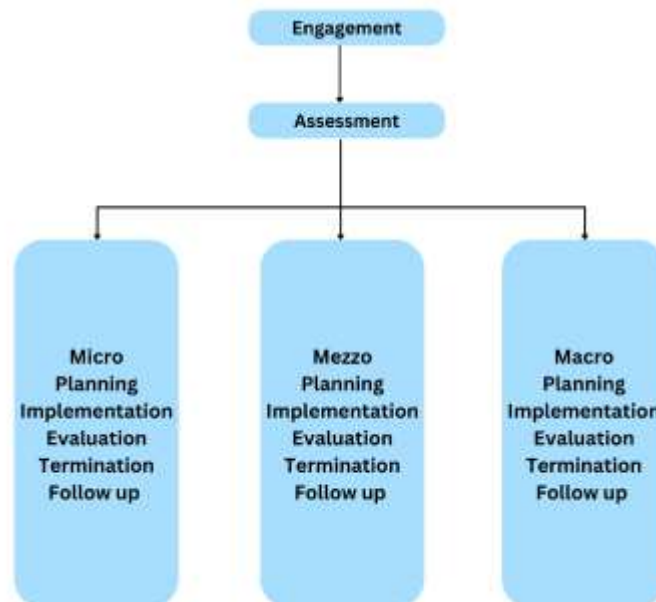 Engagement
Assessment
Micro
Planning
Implementation
Evaluation
Termination
Follow up
Mezzo
Planning
Implementation
Evaluation
Termination
Follow up
Macro
Planning
Implementation
Evaluation
Termination
Follow up